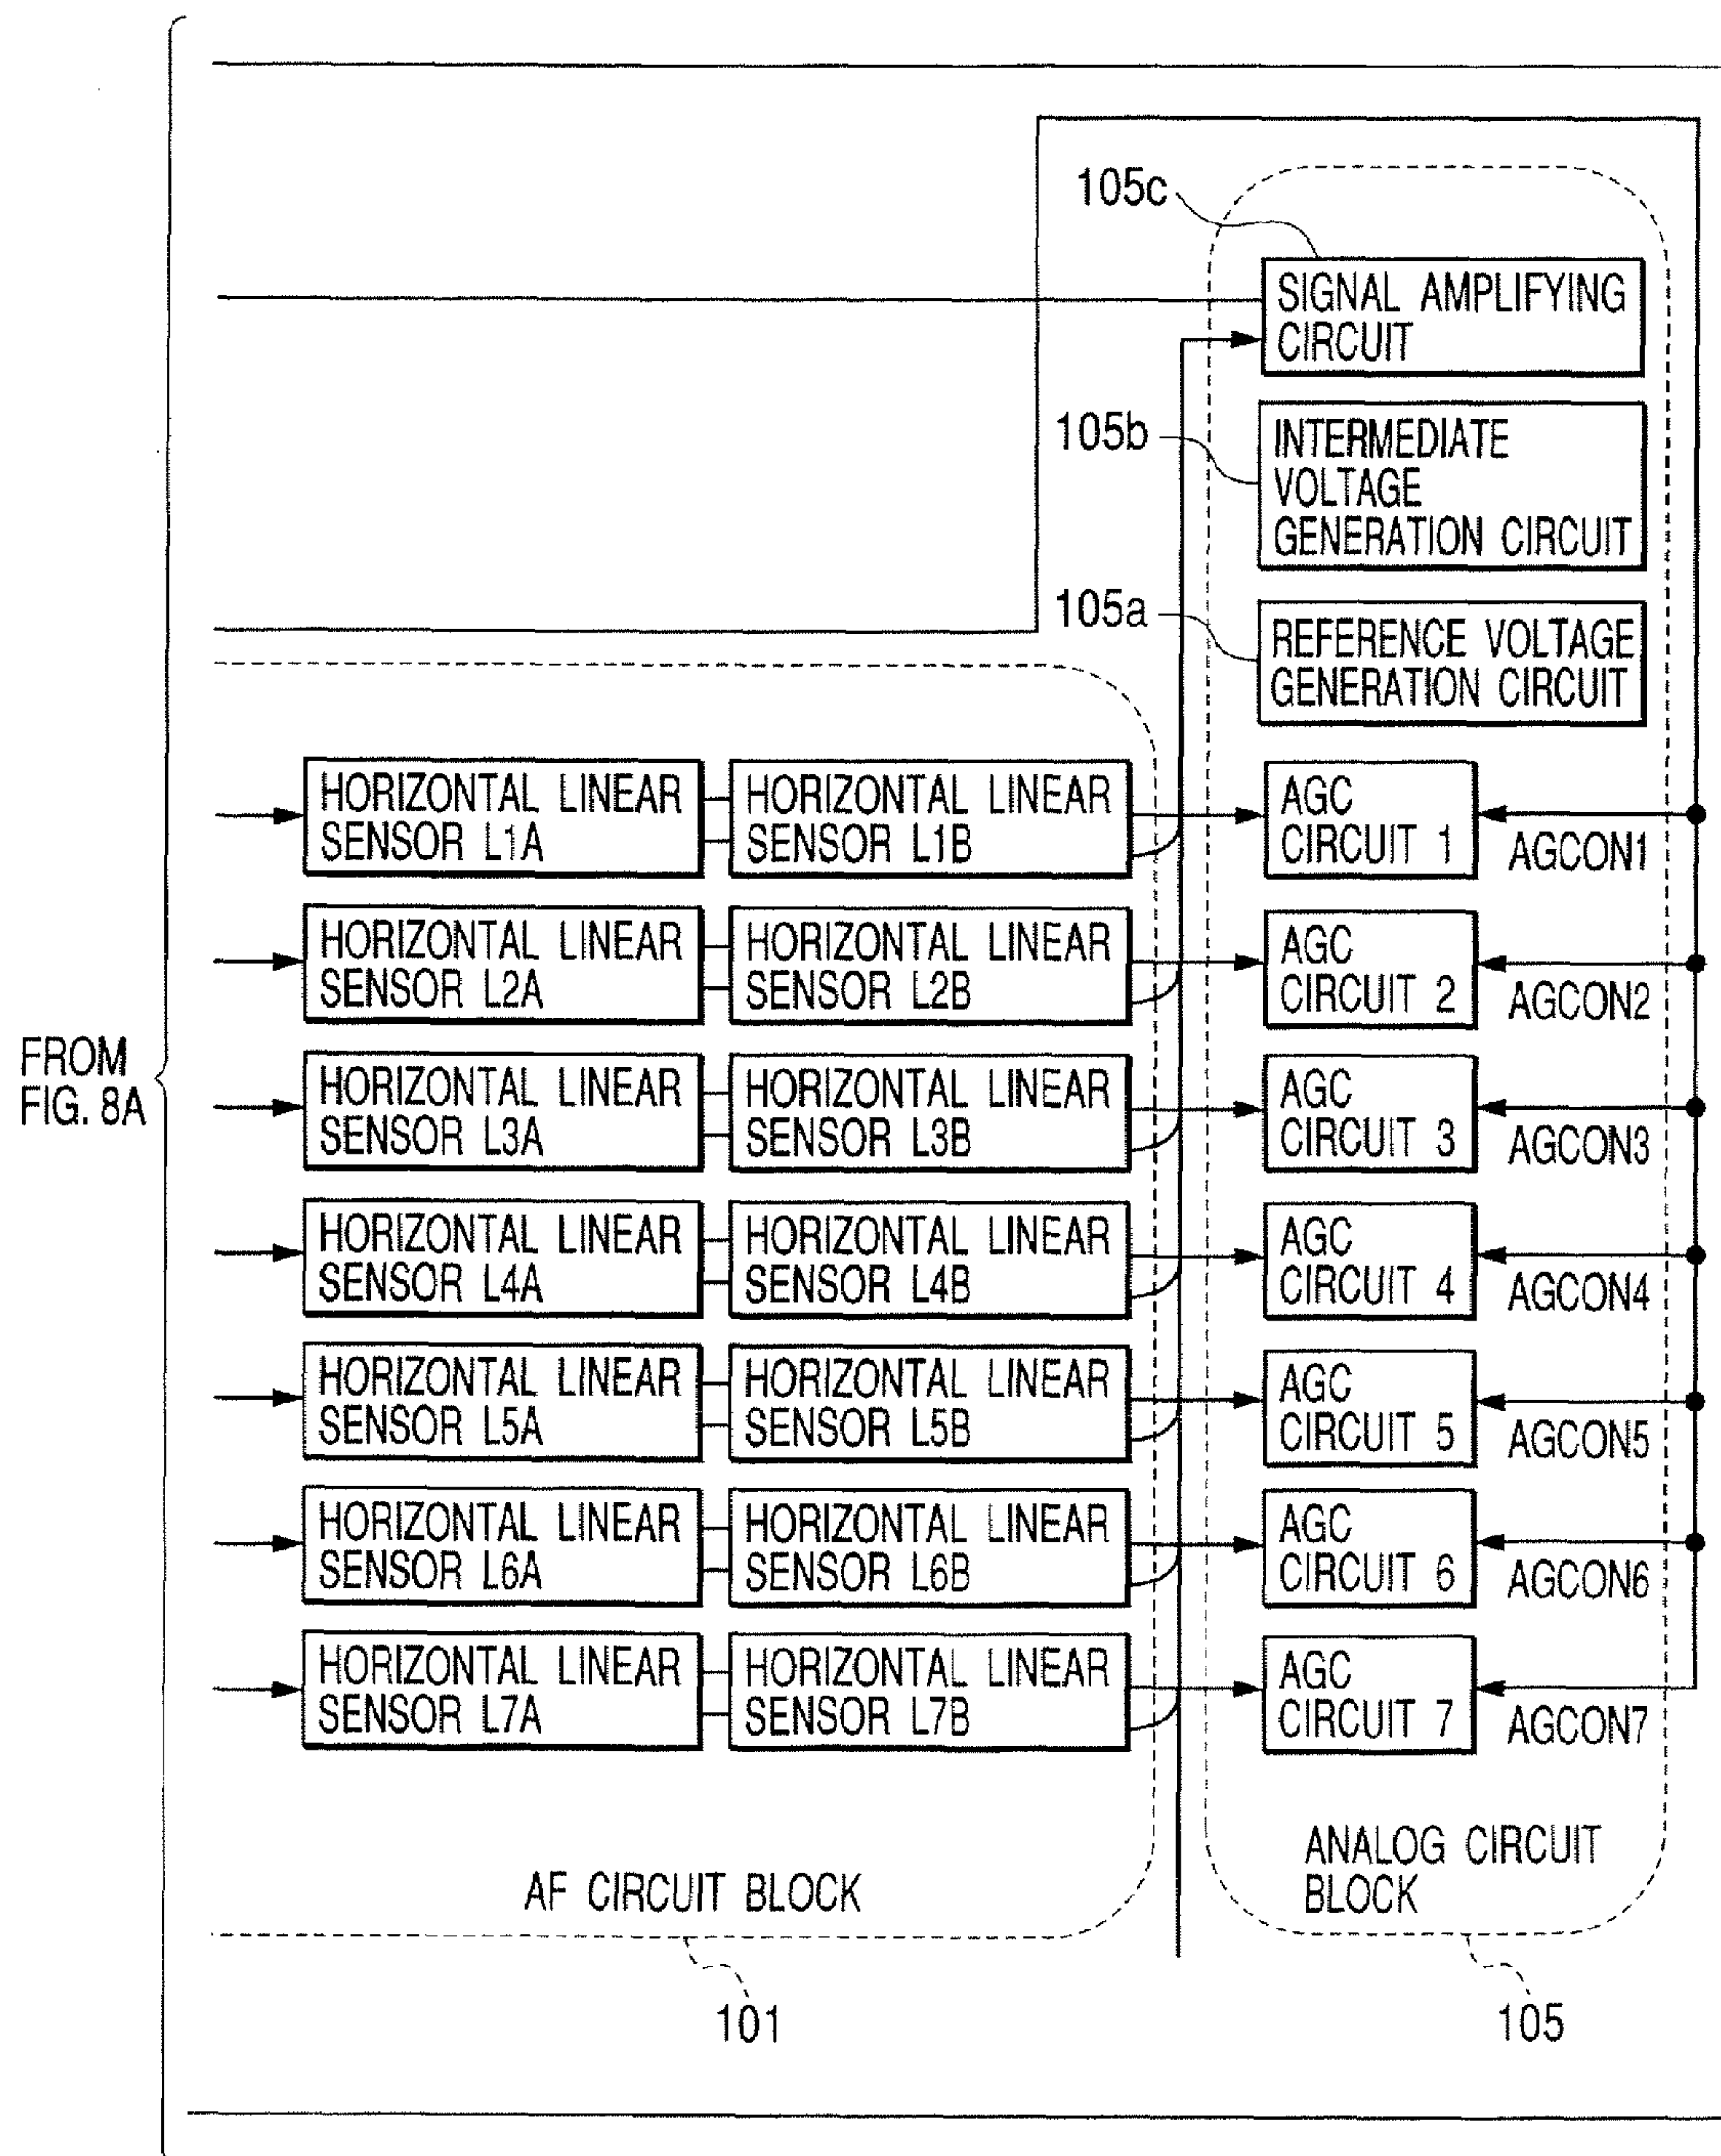 105c
SIGNAL AMPLIFYING
CIRCUIT
105b
INTERMEDIATE
VOLTAGE
GENERATION CIRCUIT
105a
REFERENCE VOLTAGE
GENERATION CIRCUIT
HORIZONTAL LINEAR
SENSOR L1A
HORIZONTAL LINEAR
SENSOR L1B
AGC
CIRCUIT 1
AGCON1
HORIZONTAL LINEAR
SENSOR L2A
HORIZONTAL LINEAR
SENSOR L2B
AGC
CIRCUIT 2
AGCON2
FROM
FIG. 8A
HORIZONTAL LINEAR
SENSOR L3A
HORIZONTAL LINEAR
SENSOR L3B
AGC
CIRCUIT 3
AGCON3
HORIZONTAL LINEAR
SENSOR L4A
HORIZONTAL LINEAR
SENSOR L4B
AGC
CIRCUIT 4
AGCON4
HORIZONTAL LINEAR
SENSOR L5A
HORIZONTAL LINEAR
SENSOR L5B
AGC
CIRCUIT 5
AGCON5
HORIZONTAL LINEAR
SENSOR L6A
HORIZONTAL LINEAR
SENSOR L6B
AGC
CIRCUIT 6
AGCON6
HORIZONTAL LINEAR
SENSOR L7A
HORIZONTAL LINEAR
SENSOR L7B
AGC
CIRCUIT 7
AGCON7
AF CIRCUIT BLOCK
ANALOG CIRCUIT
BLOCK
101
105